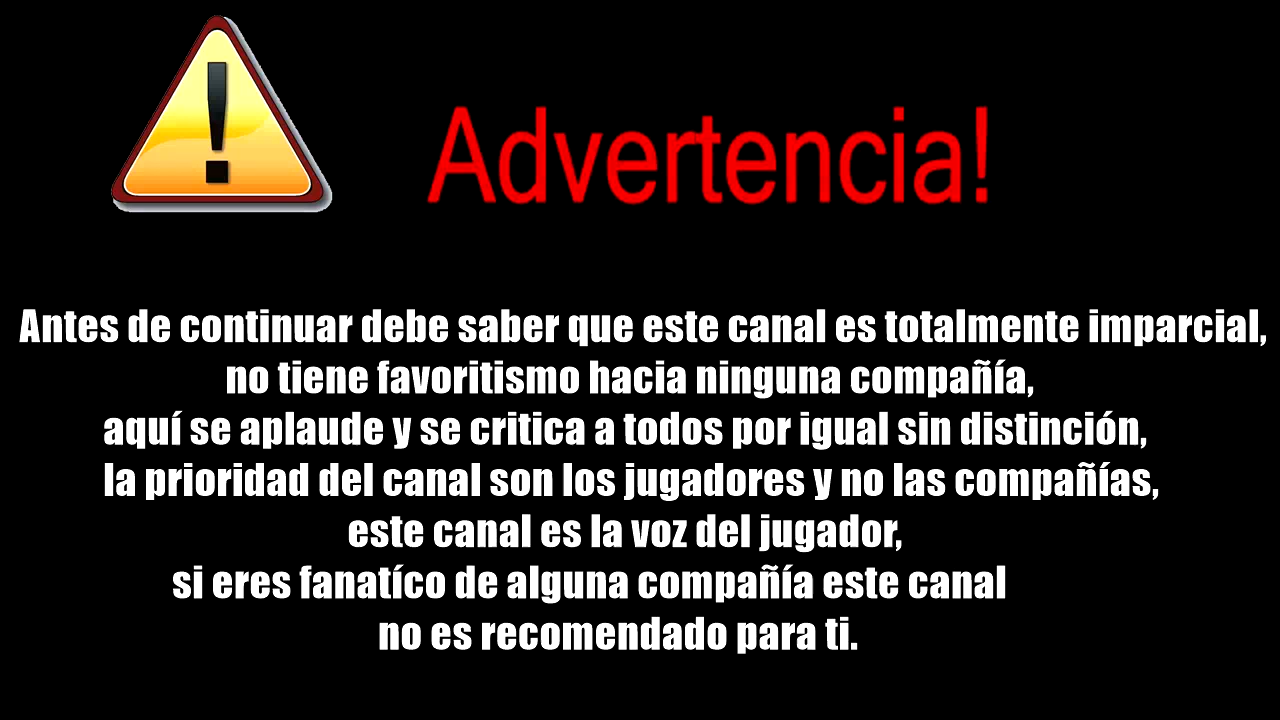 Advertencia!
Antes de continuar debe saber que este canal es totalmente imparcial,
no tiene favoritismo hacia ninguna compañía,
aquí se aplaude y se critica a todos por igual sin distinción,
la prioridad del canal son los jugadores y no las compañías,
este canal es la voz del jugador,
si eres fanatíco de alguna compañía este canal
no es recomendado para ti.